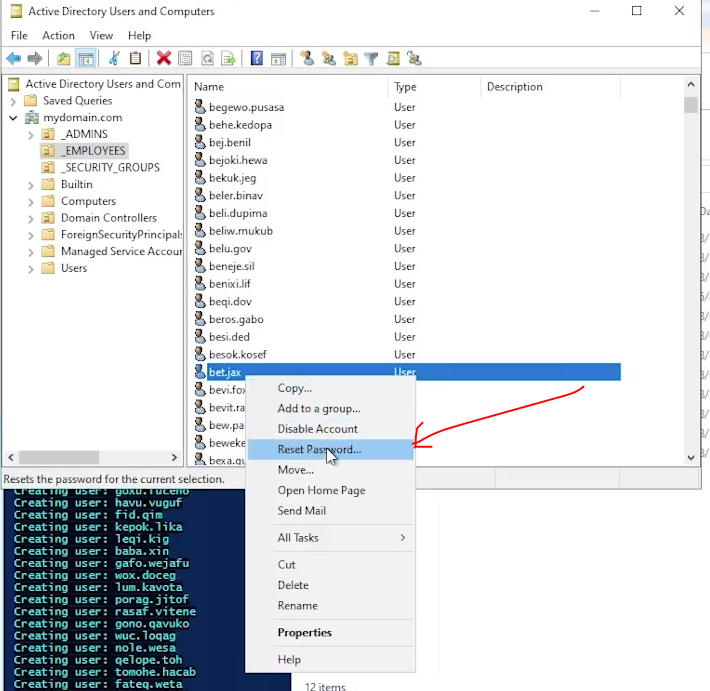 Active Directory Users and Computers
File Action View Help
Active Directory Users and Com
Saved Queries
mydomain.com
_ADMINS
_EMPLOYEES
_SECURITY_GROUPS
Builtin
Computers
Domain Controllers
ForeignSecurityPrincipals
Managed Service Accour
Users
Name Type Description
begewo.pusasa User
behe.kedopa User
bej.benil User
bejoki.hewa User
bekuk.jeg User
beler.binav User
beli.dupima User
beliw.mukub User
belu.gov User
beneje.sil User
benixi.lif User
beqi.dov User
beros.gabo User
besi.ded User
besok.kosef User
bet.jax User
bevi.fox
bevit.ra
bew.pa
beweke
bexa.gu
Copy...
Add to a group...
Disable Account
Reset Password...
Move...
Open Home Page
Send Mail
All Tasks
Cut
Delete
Rename
Properties
Help
Resets the password for the current selection.
Creating user: goxu.luceno
Creating user: havu.vuguf
Creating user: fid.qim
Creating user: kepok.lika
Creating user: leqi.kig
Creating user: baba.xin
Creating user: gafo.wejafu
Creating user: wox.doceg
Creating user: lum.kavota
Creating user: porag.jitof
Creating user: rasaf.vitene
Creating user: gono.qavuko
Creating user: wuc.loqag
Creating user: nole.wesa
Creating user: qelope.toh
Creating user: tomohe.hacab
Creating user: fateq.weta
12 items